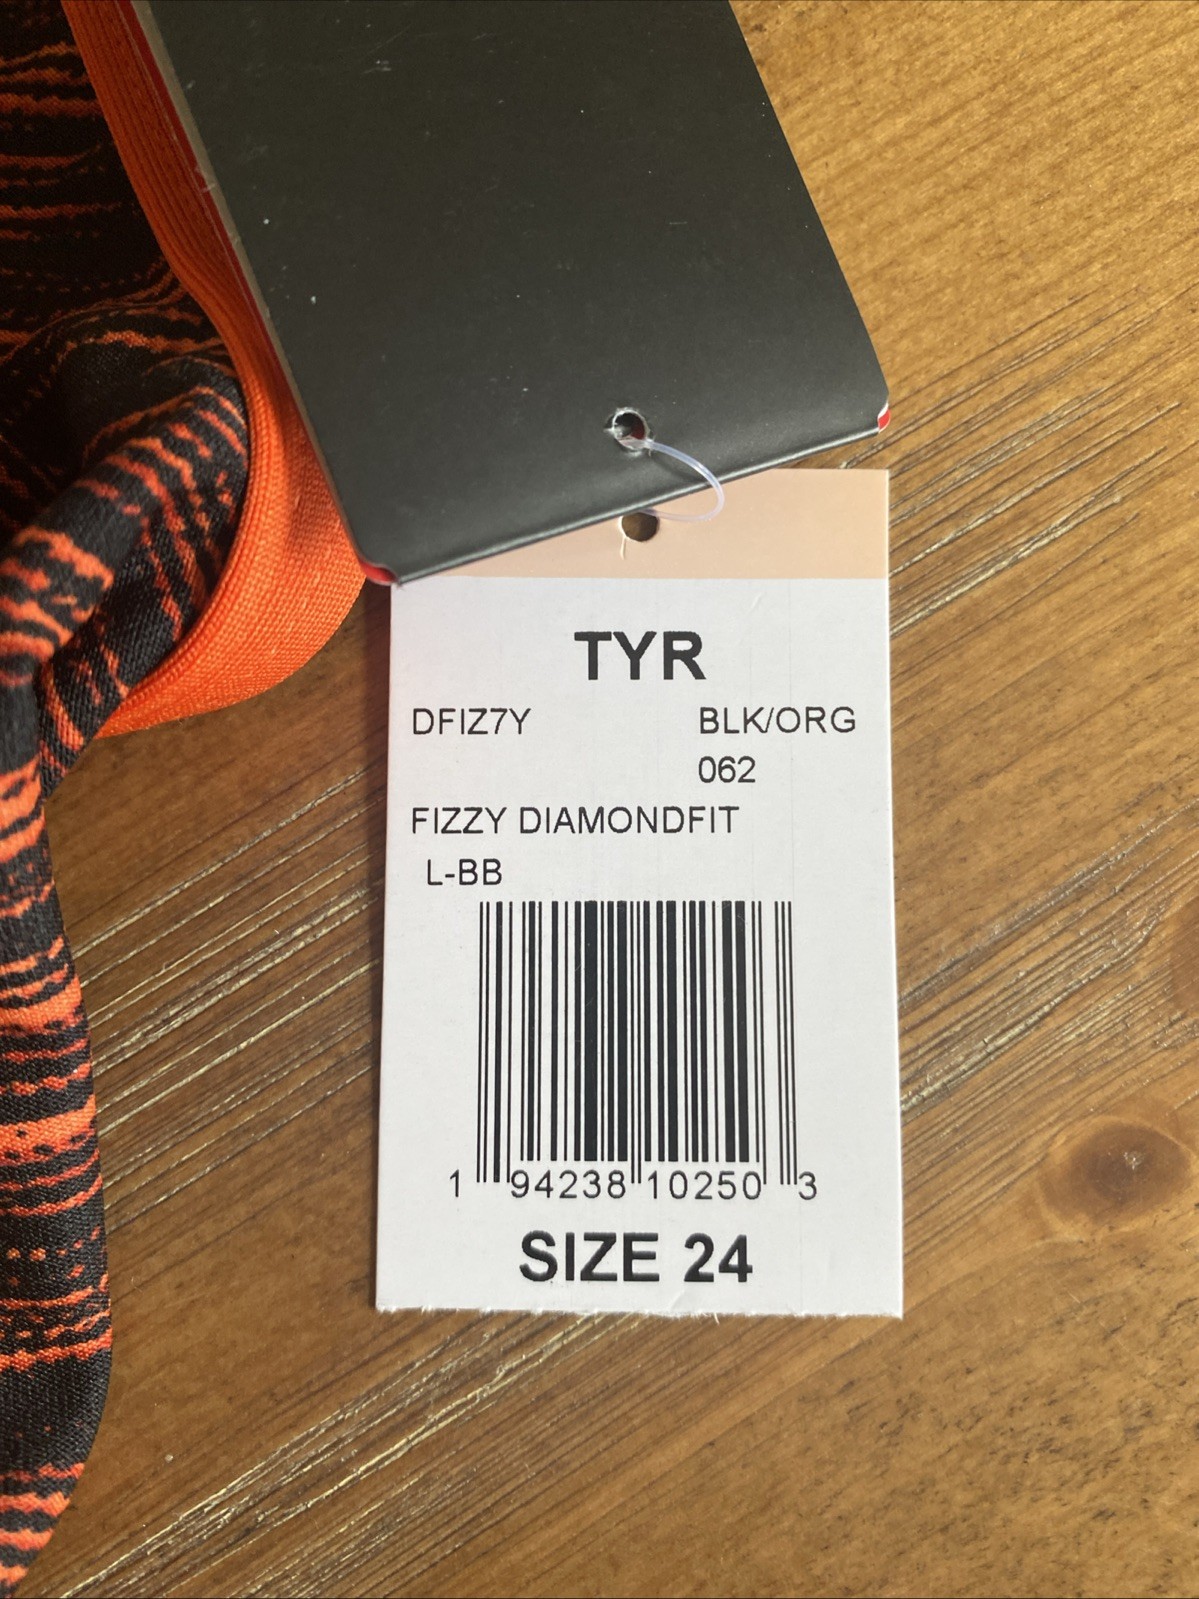 TYR
DFIZ7Y BLK/ORG
062
FIZZY DIAMONDFIT
L-BB
1 94238 10250 3
SIZE 24